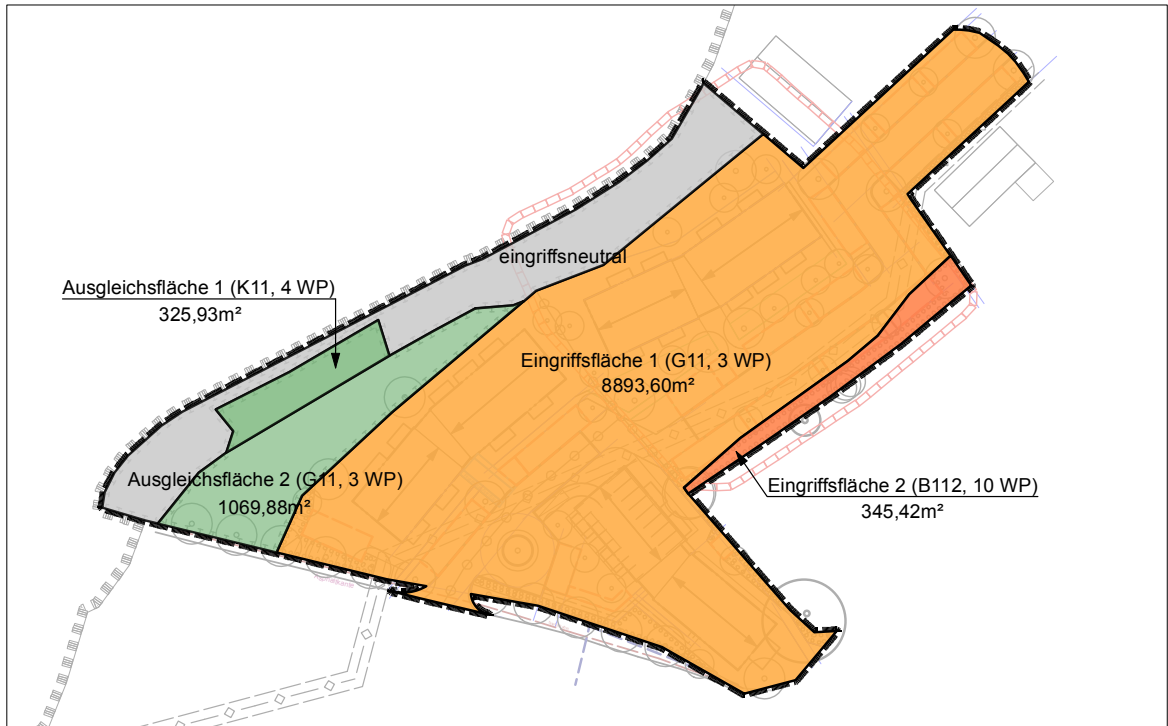 eingriffsneutral
Ausgleichsfläche 1 (K11, 4 WP)
325,93m²
Eingriffsfläche 1 (G11, 3 WP)
8893,60m²
Ausgleichsfläche 2 (G11, 3 WP)
1069,88m²
Eingriffsfläche 2 (B112, 10 WP)
345,42m²